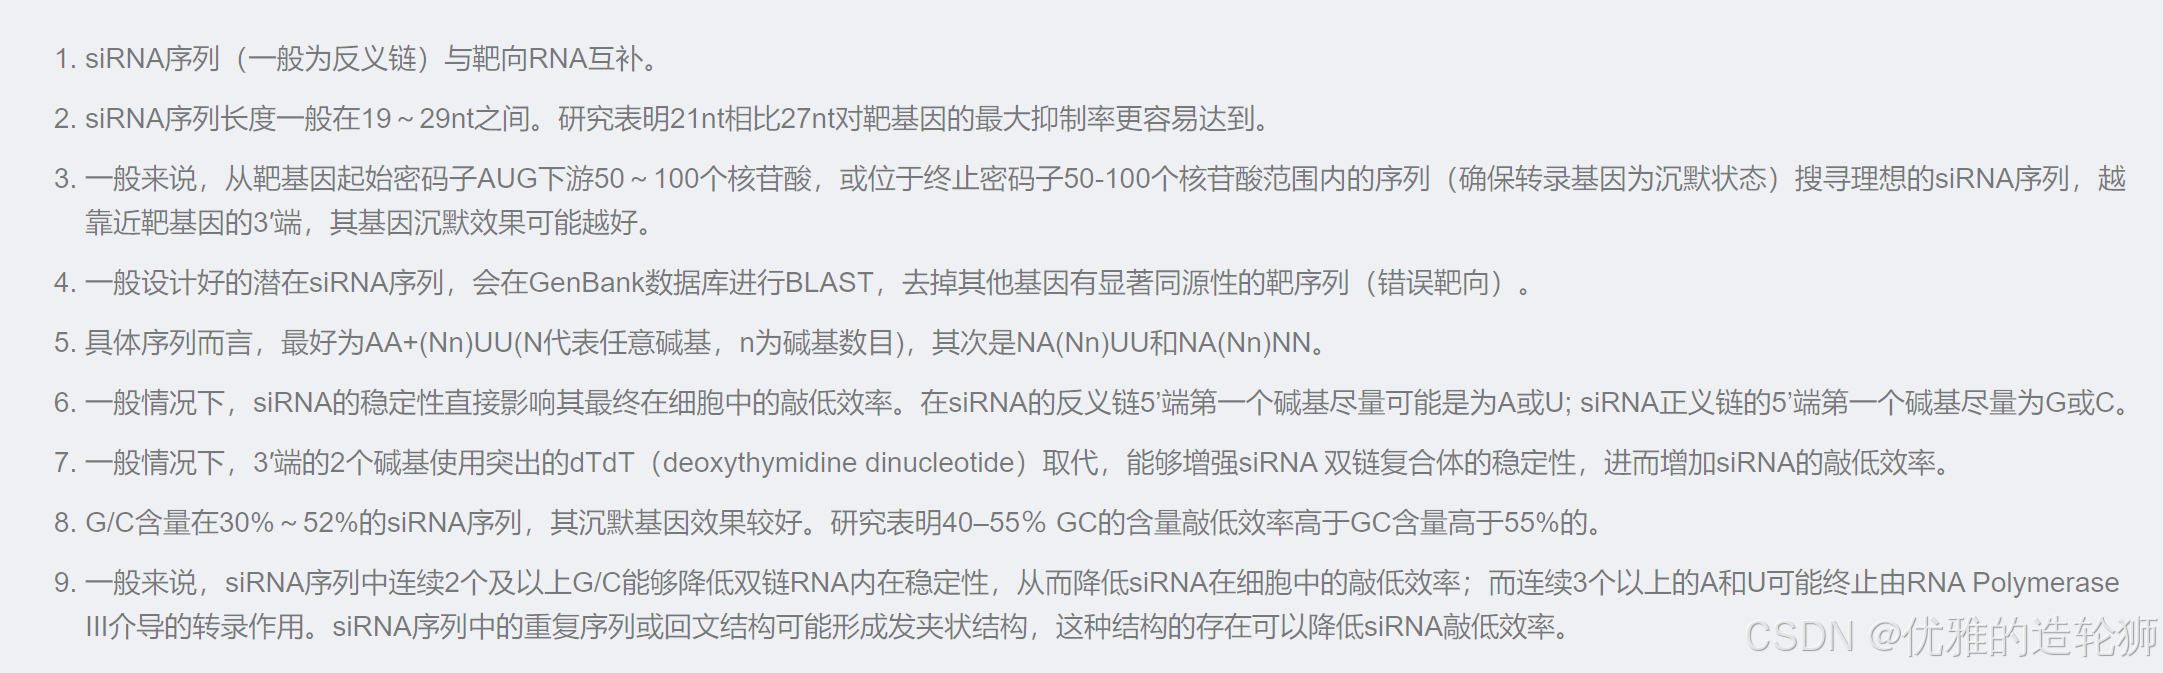 1. siRNA序列（一般为反义链）与靶向RNA互补。
2. siRNA序列长度一般在19～29nt之间。研究表明21nt相比27nt对靶基因的最大抑制率更容易达到。
3. 一般来说，从靶基因起始密码子AUG下游50～100个核苷酸，或位于终止密码子50-100个核苷酸范围内的序列（确保转录基因为沉默状态）搜寻理想的siRNA序列，越
靠近靶基因的3′端，其基因沉默效果可能越好。
4. 一般设计好的潜在siRNA序列，会在GenBank数据库进行BLAST，去掉其他基因有显著同源性的靶序列（错误靶向）。
5. 具体序列而言，最好为AA+(Nn)UU(N代表任意碱基，n为碱基数目)，其次是NA(Nn)UU和NA(Nn)NN。
6. 一般情况下，siRNA的稳定性直接影响其最终在细胞中的敲低效率。在siRNA的反义链5’端第一个碱基尽量可能是为A或U; siRNA正义链的5’端第一个碱基尽量为G或C。
7. 一般情况下，3′端的2个碱基使用突出的dTdT（deoxythymidine dinucleotide）取代，能够增强siRNA 双链复合体的稳定性，进而增加siRNA的敲低效率。
8. G/C含量在30%～52%的siRNA序列，其沉默基因效果较好。研究表明40–55% GC的含量敲低效率高于GC含量高于55%的。
9. 一般来说，siRNA序列中连续2个及以上G/C能够降低双链RNA内在稳定性，从而降低siRNA在细胞中的敲低效率；而连续3个以上的A和U可能终止由RNA Polymerase
III介导的转录作用。siRNA序列中的重复序列或回文结构可能形成发夹状结构，这种结构的存在可以降低siRNA敲低效率。
CSDN @优雅的造轮狮